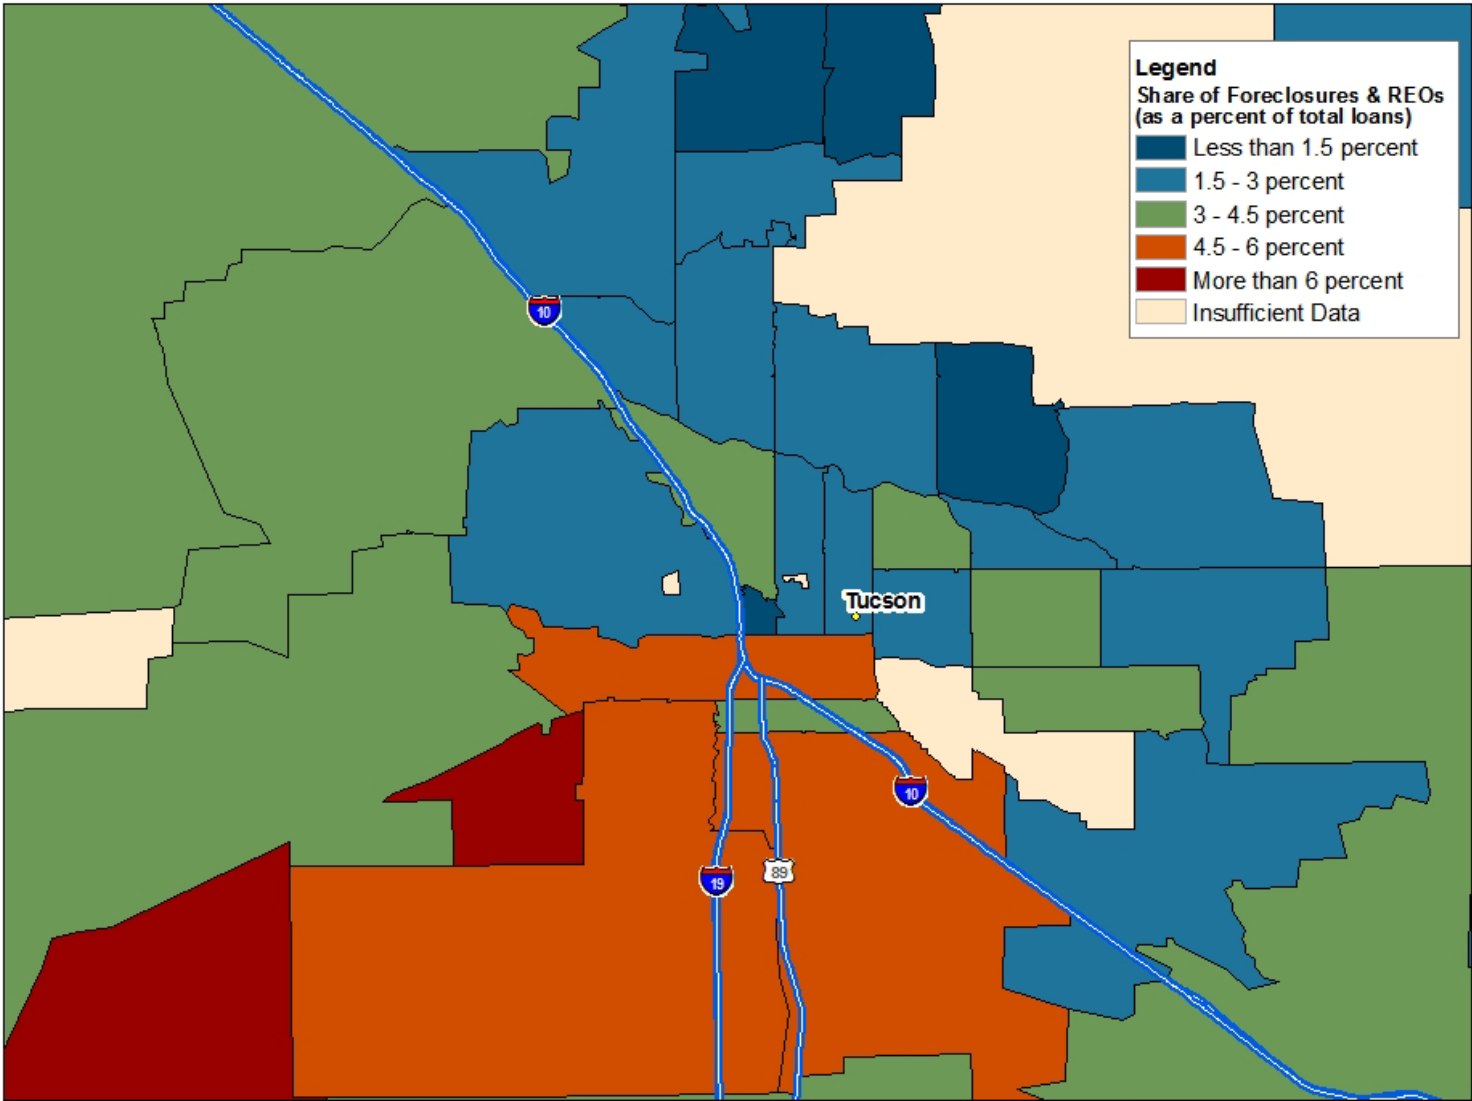 Legend
Share of Foreclosures & REOs
(as a percent of total loans)
Less than 1.5 percent
1.5 - 3 percent
3 - 4.5 percent
4.5 - 6 percent
More than 6 percent
Insufficient Data
10
Tucson
10
19
89